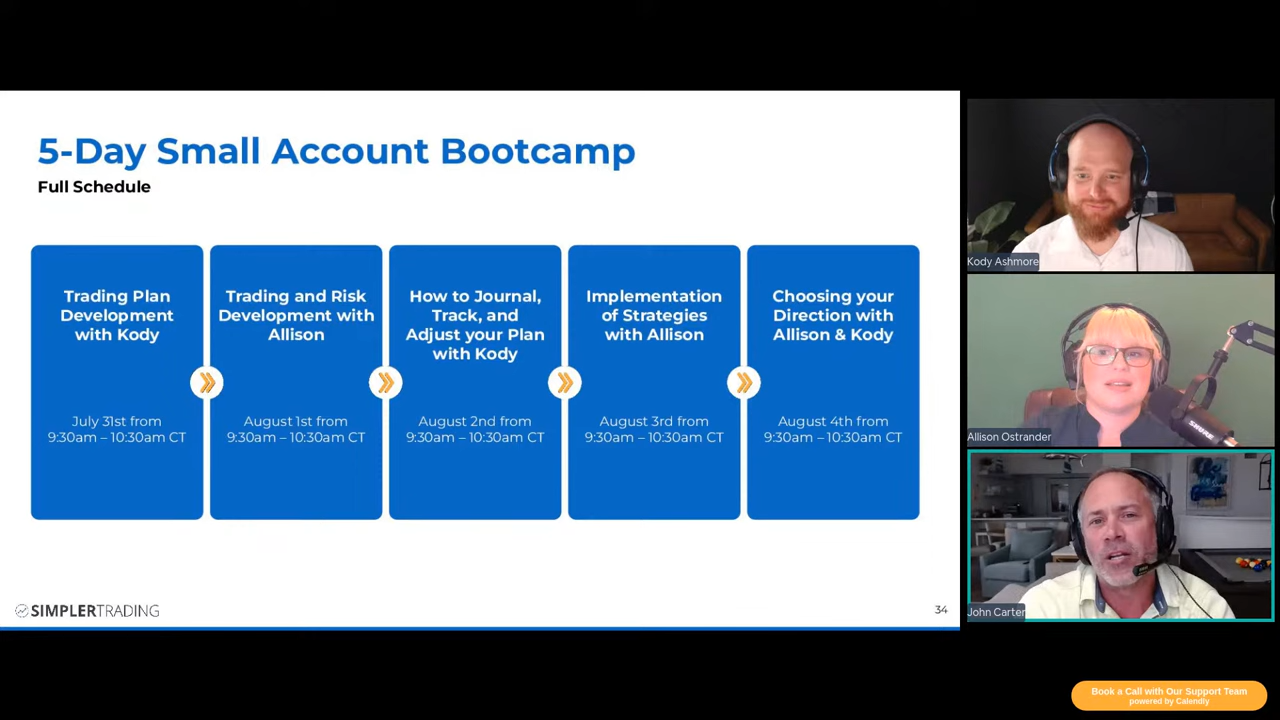 5-Day Small Account Bootcamp
Full Schedule
Trading Plan
Development
with Kody
July 31st from
9:30am – 10:30am CT
Trading and Risk
Development with
Allison
August 1st from
9:30am – 10:30am CT
How to Journal,
Track, and
Adjust your Plan
with Kody
August 2nd from
9:30am – 10:30am CT
Implementation
of Strategies
with Allison
August 3rd from
9:30am – 10:30am CT
Choosing your
Direction with
Allison & Kody
August 4th from
9:30am – 10:30am CT
SIMPLERTRADING
34
Kody Ashmore
Allison Ostrander
SHURE
John Carter
Book a Call with Our Support Team
powered by Calendly